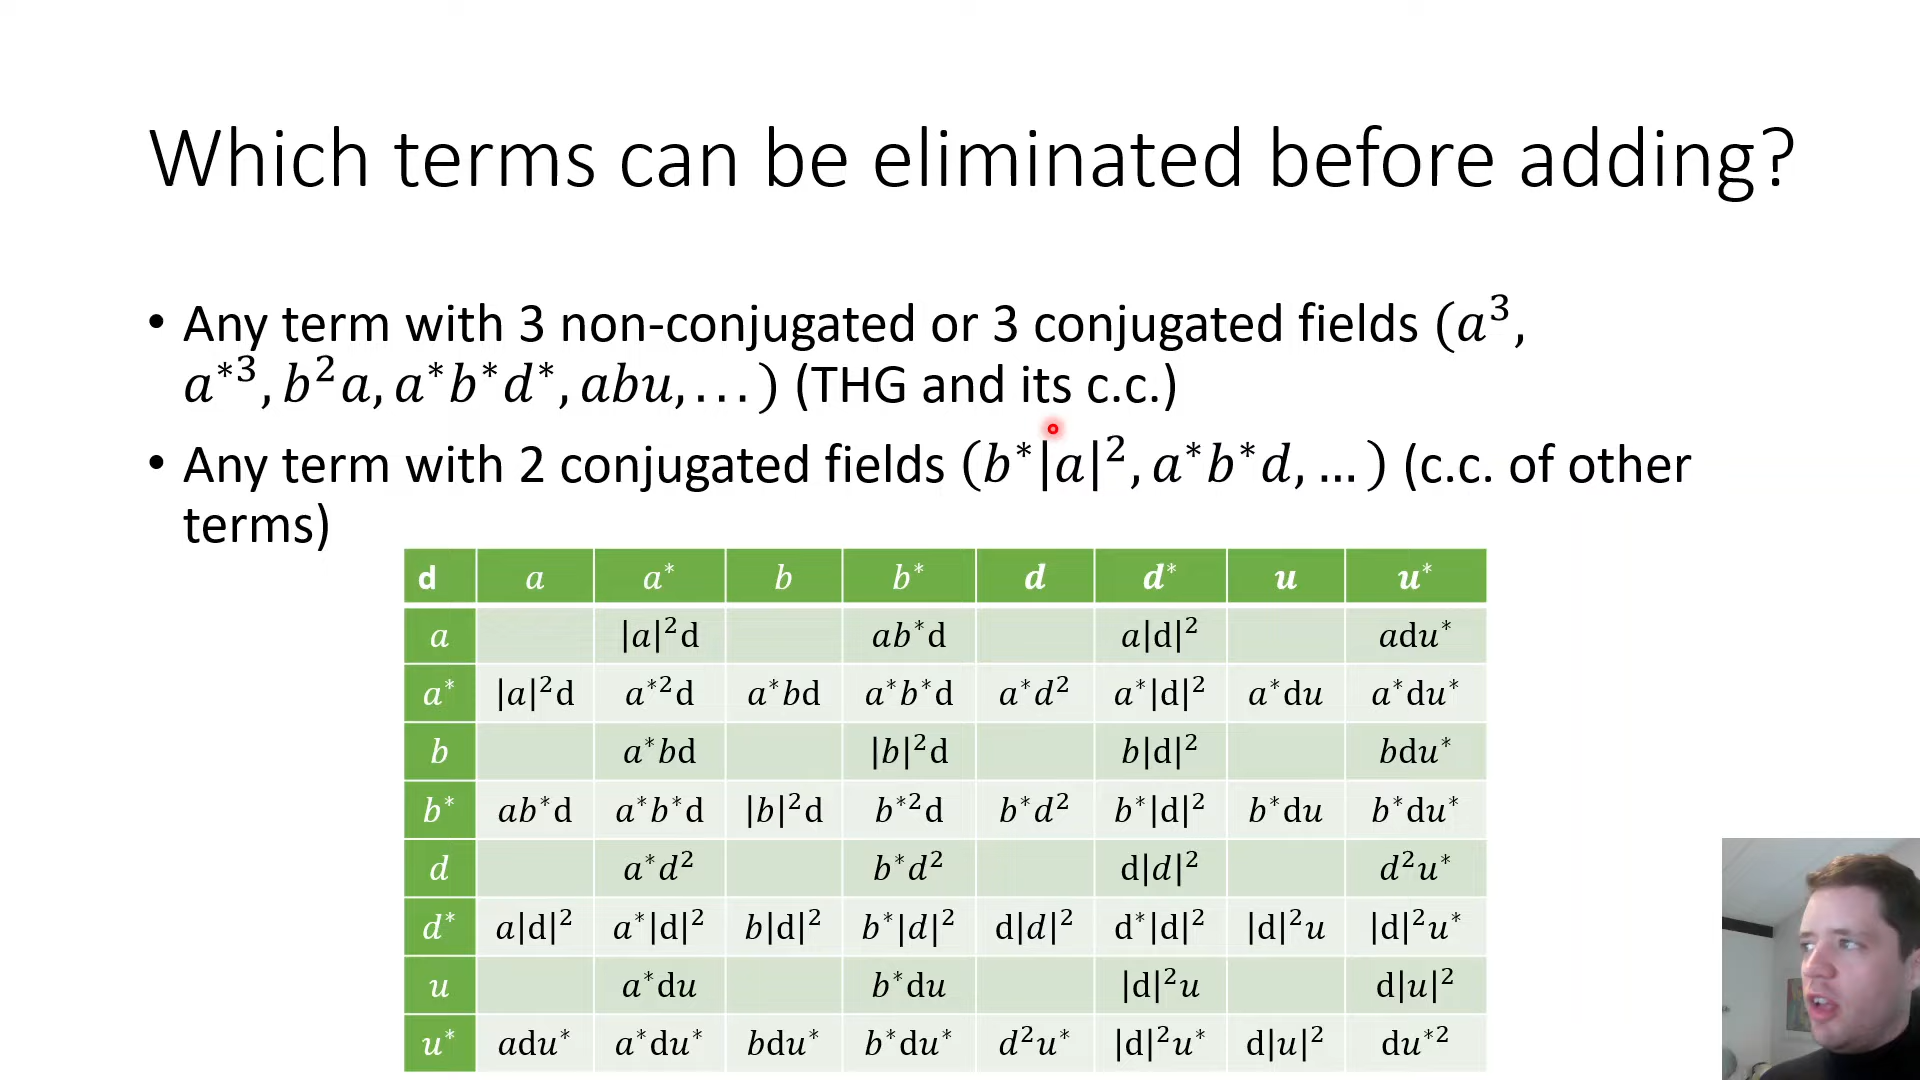 Which terms can be eliminated before adding?
• Any term with 3 non-conjugated or 3 conjugated fields (a³,
a*³, b²a, a*b*d*, abu, . . . ) (THG and its c.c.)
• Any term with 2 conjugated fields (b*|a|², a*b*d, … ) (c.c. of other
terms)
d a a* b b* d d* u u*
a |a|²d ab*d a|d|² adu*
a* |a|²d a*²d a*bd a*b*d a*d² a*|d|² a*du a*du*
b a*bd |b|²d b|d|² bdu*
b* ab*d a*b*d |b|²d b*²d b*d² b*|d|² b*du b*du*
d a*d² b*d² d|d|² d²u*
d* a|d|² a*|d|² b|d|² b*|d|² d|d|² d*|d|² |d|²u |d|²u*
u a*du b*du |d|²u d|u|²
u* adu* a*du* bdu* b*du* d²u* |d|²u* d|u|² du*²